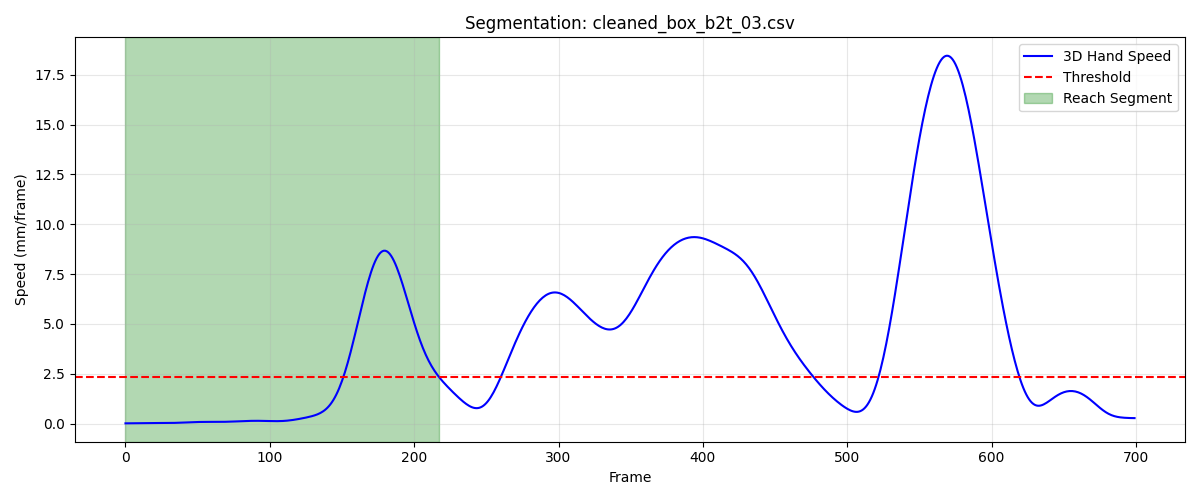 Segmentation: cleaned_box_b2t_03.csv
3D Hand Speed
Threshold
Reach Segment
Speed (mm/frame)
17.5
15.0
12.5
10.0
7.5
5.0
2.5
0.0
0 100 200 300 400 500 600 700
Frame